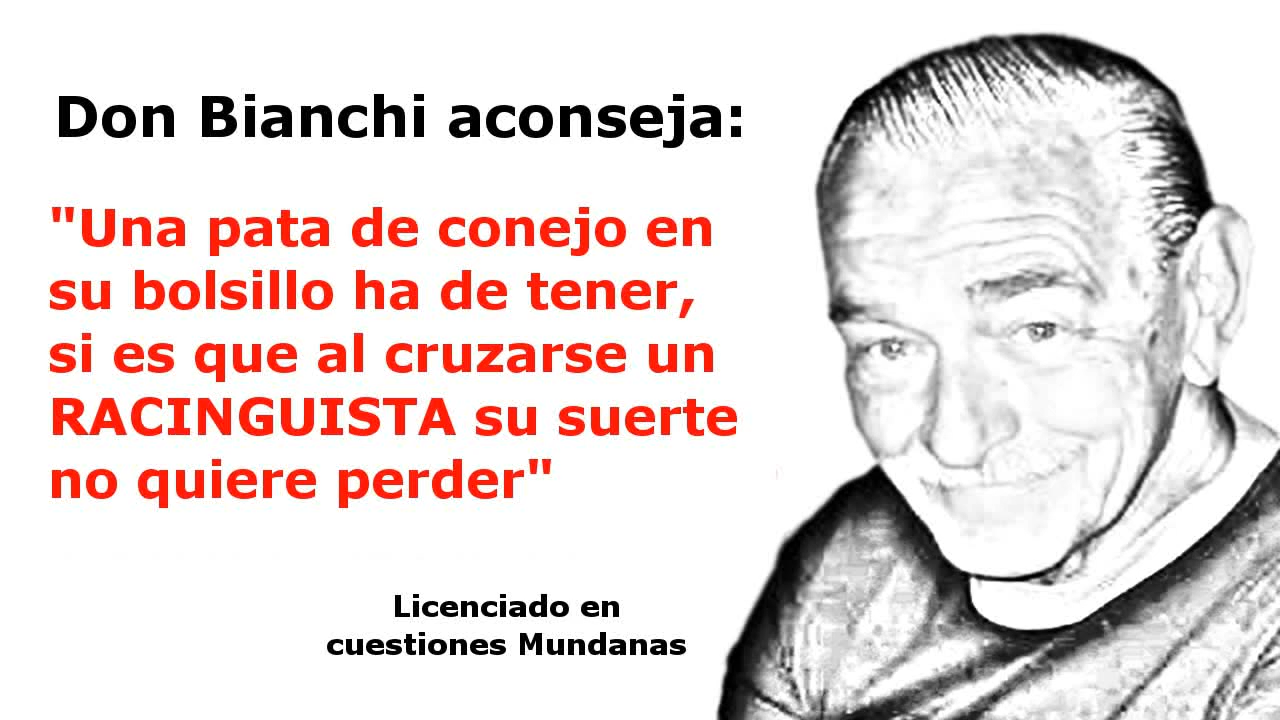 Don Bianchi aconseja:
"Una pata de conejo en
su bolsillo ha de tener,
si es que al cruzarse un
RACINGUISTA su suerte
no quiere perder"
Licenciado en
cuestiones Mundanas